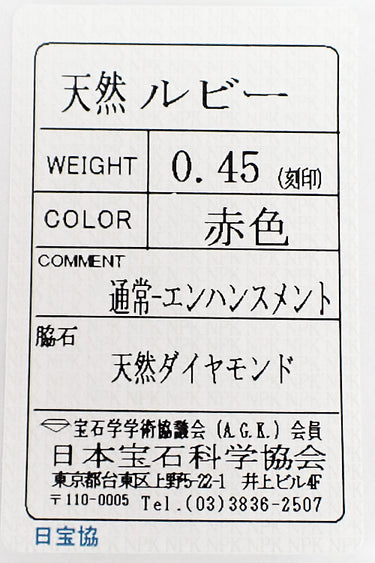 天然 ルビー
WEIGHT 0.45 (刻印)
COLOR 赤色
COMMENT
通常-エンハンスメント
脇石
天然ダイヤモンド
宝石学学術協議会 (A.G.K.) 会員
日本宝石科学協会
東京都台東区上野5-22-1 井上ビル4F
〒110-0005 Tel.(03)3836-2507
日宝協